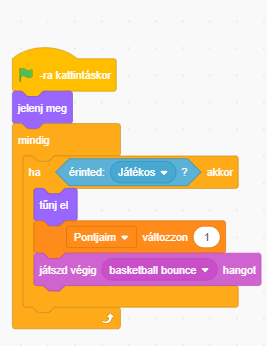 -ra kattintáskor
jelenj meg
mindig
ha érinted: Játékos ? akkor
tűnj el
Pontjaim változzon 1
játszd végig basketball bounce hangot